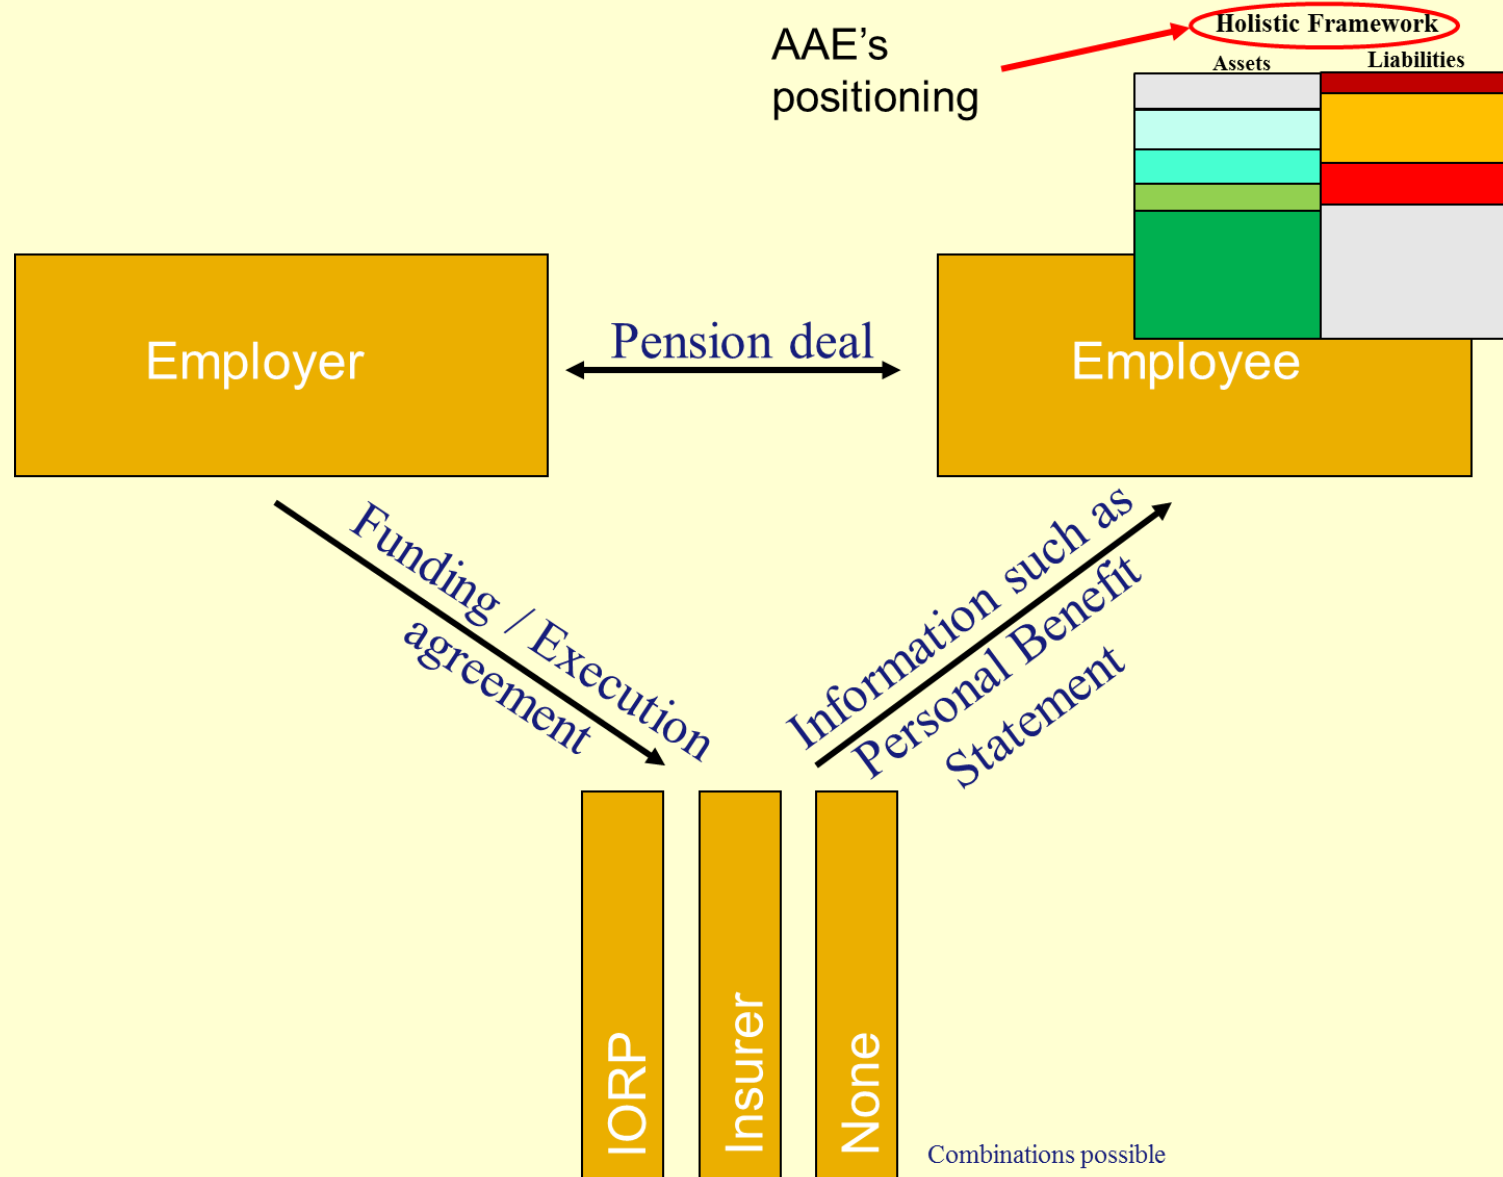 AAE's
positioning
Holistic Framework
Assets
Liabilities
Employer
Pension deal
Employee
Funding / Execution
agreement
Information such as
Personal Benefit
Statement
IORP
Insurer
None
Combinations possible